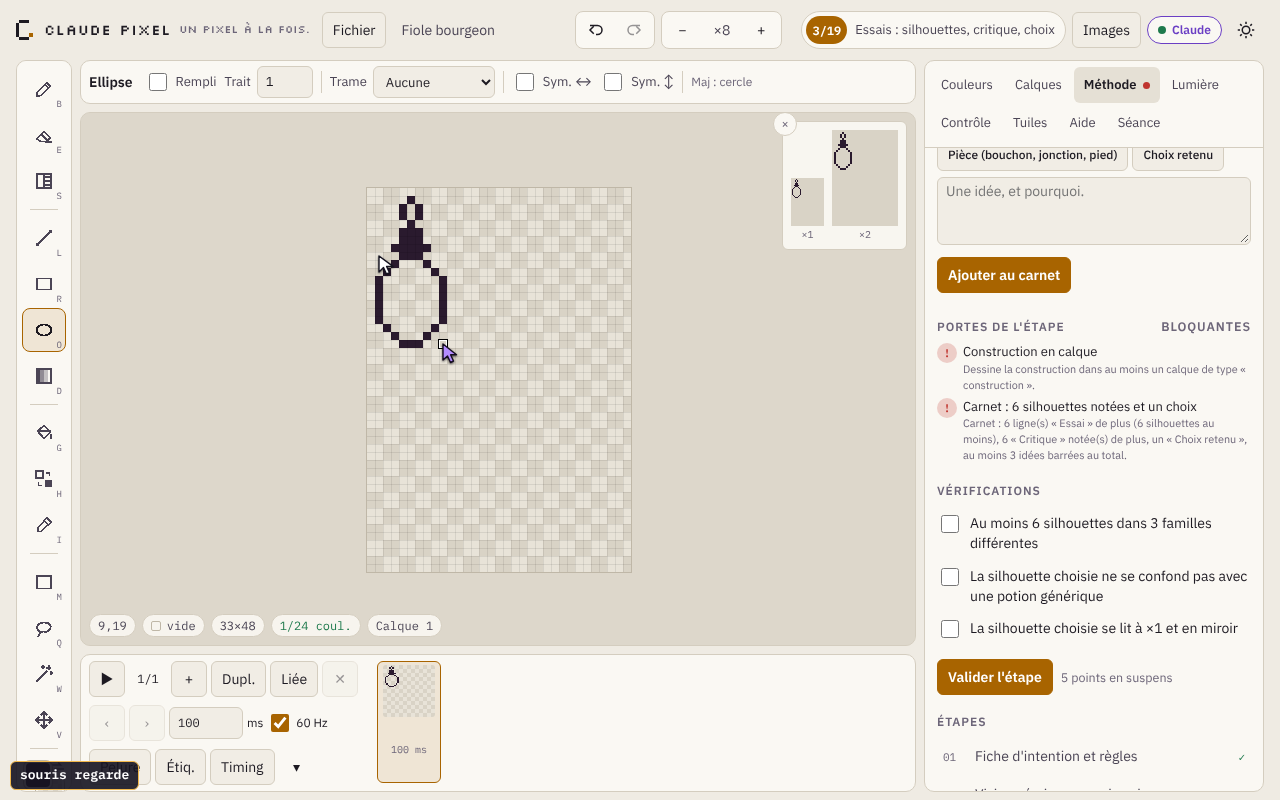 CLAUDE PIXEL UN PIXEL À LA FOIS. Fichier Fiole bourgeon − ×8 + 3/19 Essais : silhouettes, critique, choix Images Claude
Ellipse Rempli Trait 1 Trame Aucune Sym. ↔ Sym. ↕ Maj : cercle
B
E
S
L
R
O
D
G
H
I
M
Q
W
V
×
×1 ×2
9,19 vide 33×48 1/24 coul. Calque 1
1/1 + Dupl. Liée ×
‹ › 100 ms 60 Hz
Étiq. Timing ▼
100 ms
souris regarde
Couleurs Calques Méthode Lumière
Contrôle Tuiles Aide Séance
Pièce (bouchon, jonction, pied) Choix retenu
Une idée, et pourquoi.
Ajouter au carnet
PORTES DE L'ÉTAPE BLOQUANTES
! Construction en calque
Dessine la construction dans au moins un calque de type «
construction ».
! Carnet : 6 silhouettes notées et un choix
Carnet : 6 ligne(s) « Essai » de plus (6 silhouettes au
moins), 6 « Critique » notée(s) de plus, un « Choix retenu »,
au moins 3 idées barrées au total.
VÉRIFICATIONS
Au moins 6 silhouettes dans 3 familles
différentes
La silhouette choisie ne se confond pas avec
une potion générique
La silhouette choisie se lit à ×1 et en miroir
Valider l'étape 5 points en suspens
ÉTAPES
01 Fiche d'intention et règles ✓